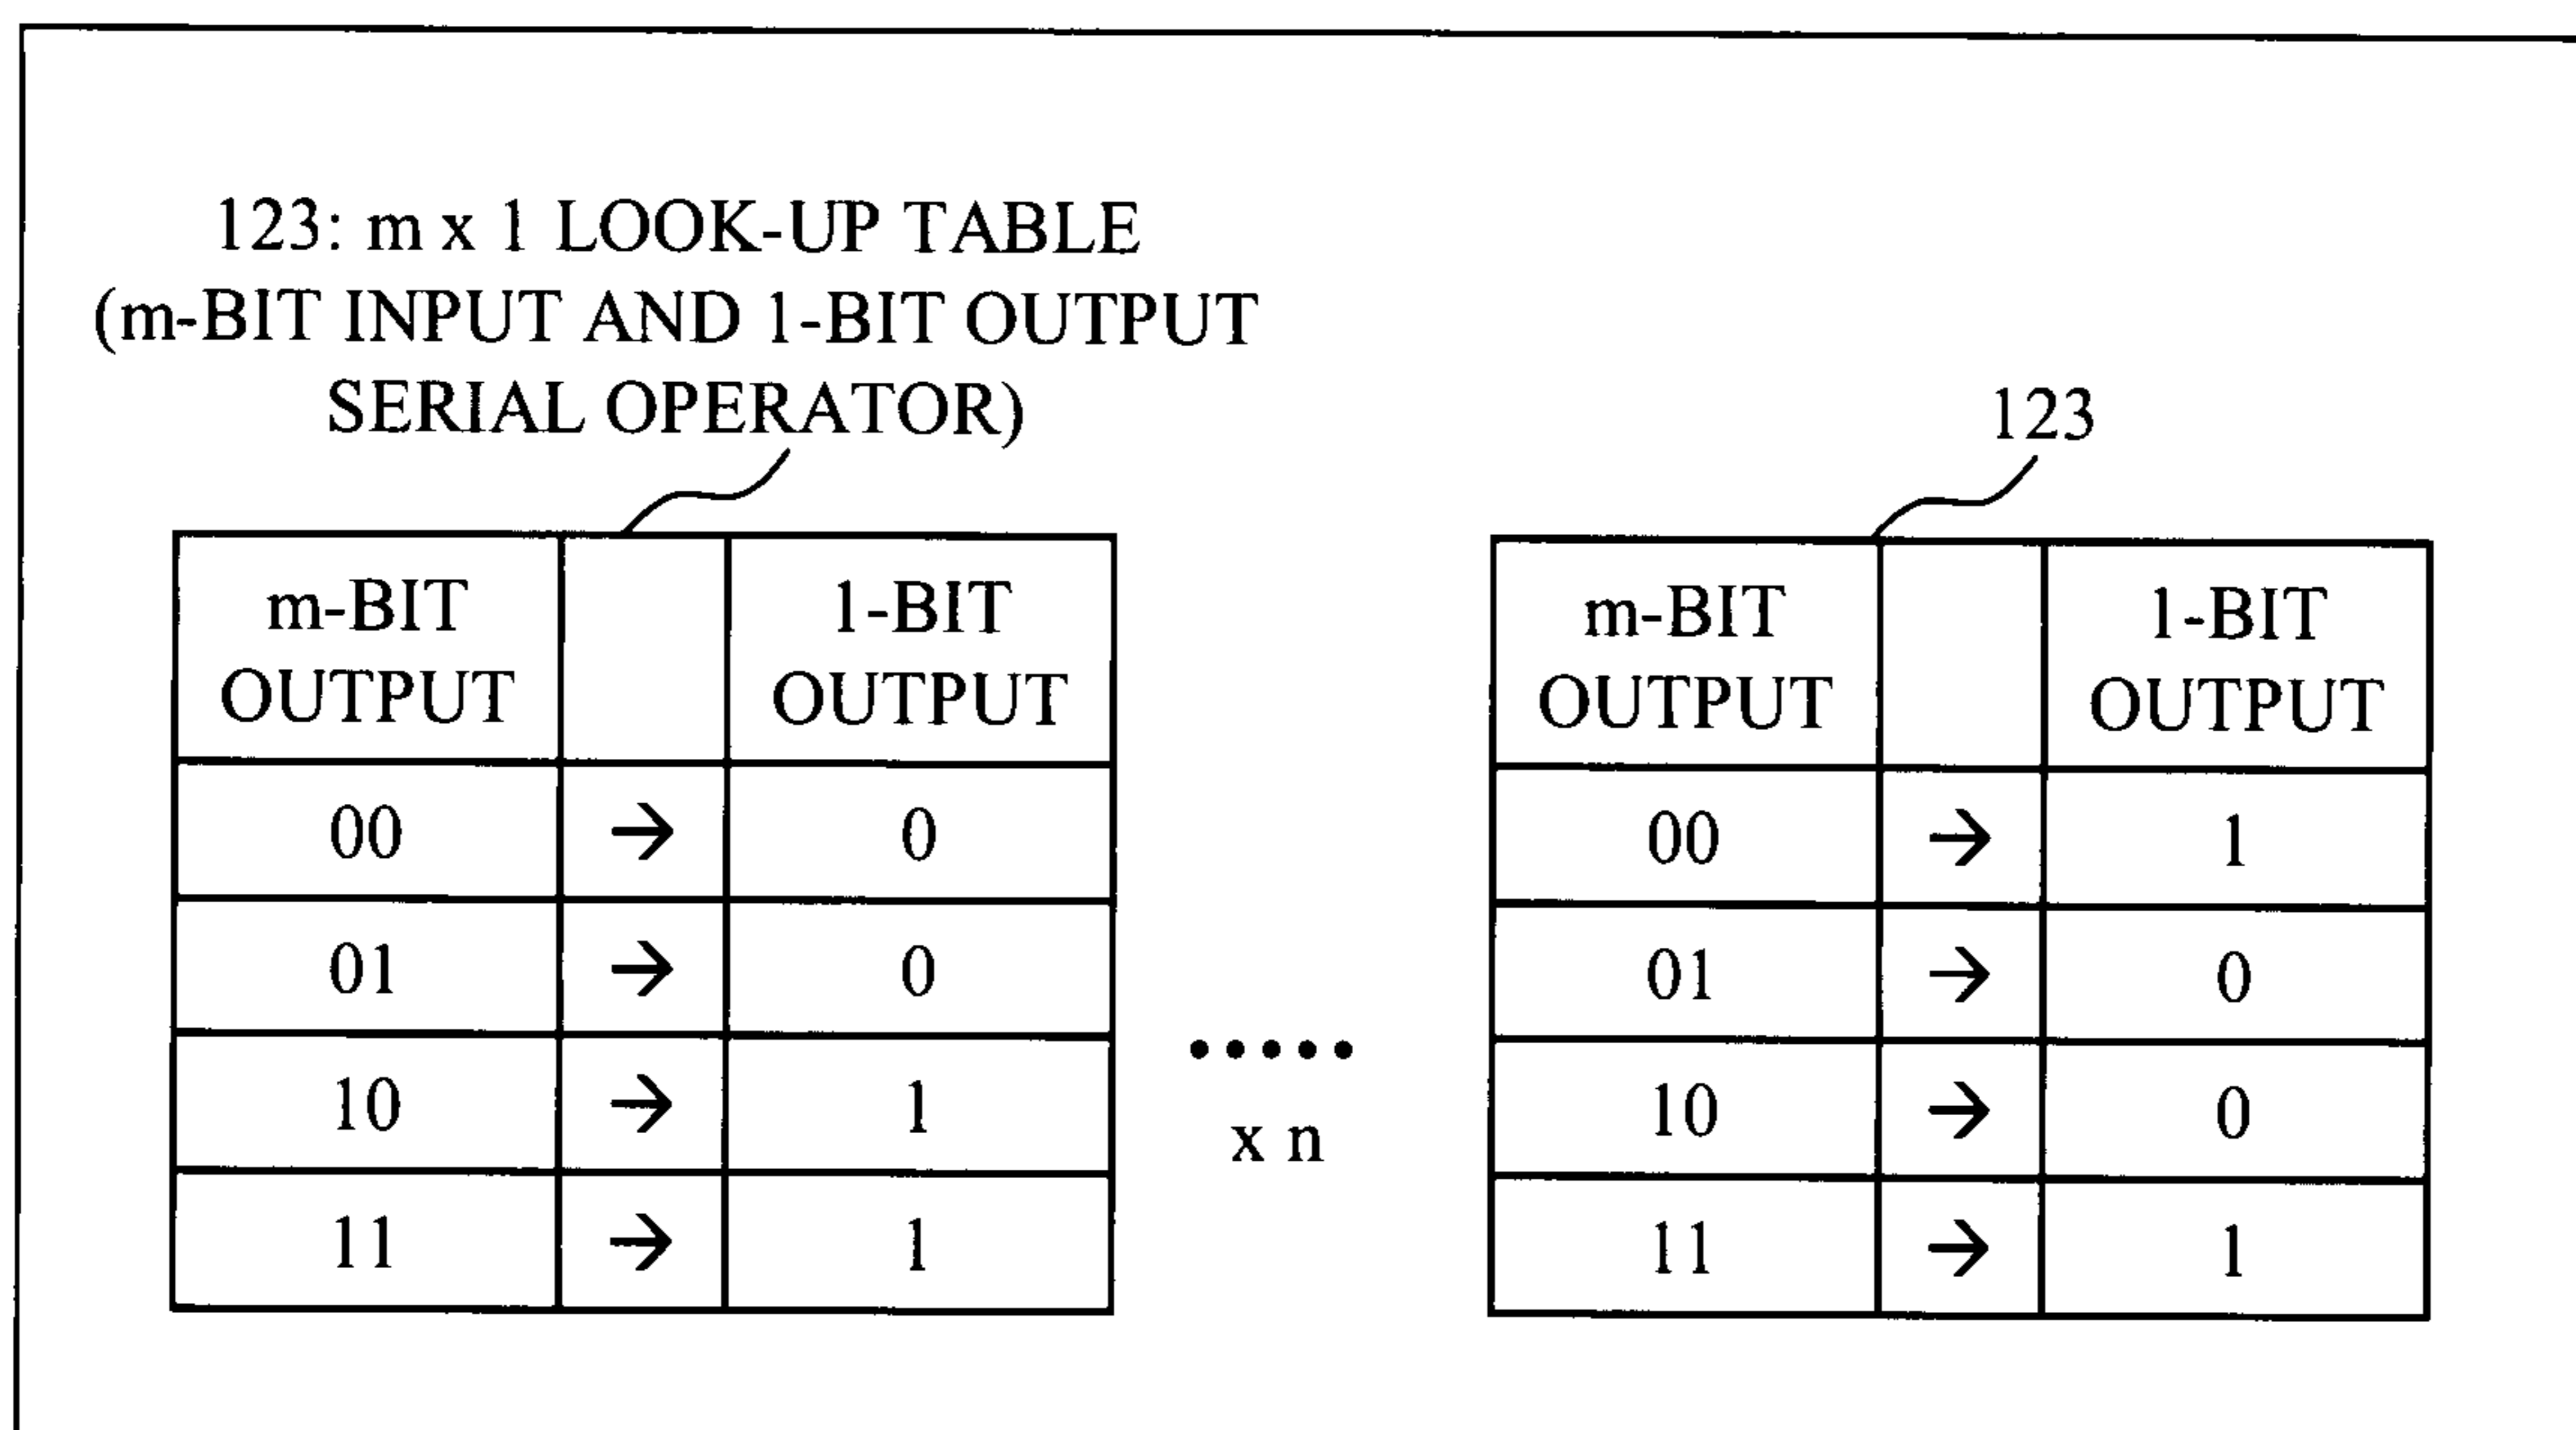 123: m x 1 LOOK-UP TABLE
(m-BIT INPUT AND 1-BIT OUTPUT
SERIAL OPERATOR)
123
m-BIT OUTPUT 1-BIT OUTPUT
00 → 0
01 → 0
10 → 1
11 → 1
.....
x n
m-BIT OUTPUT 1-BIT OUTPUT
00 → 1
01 → 0
10 → 0
11 → 1